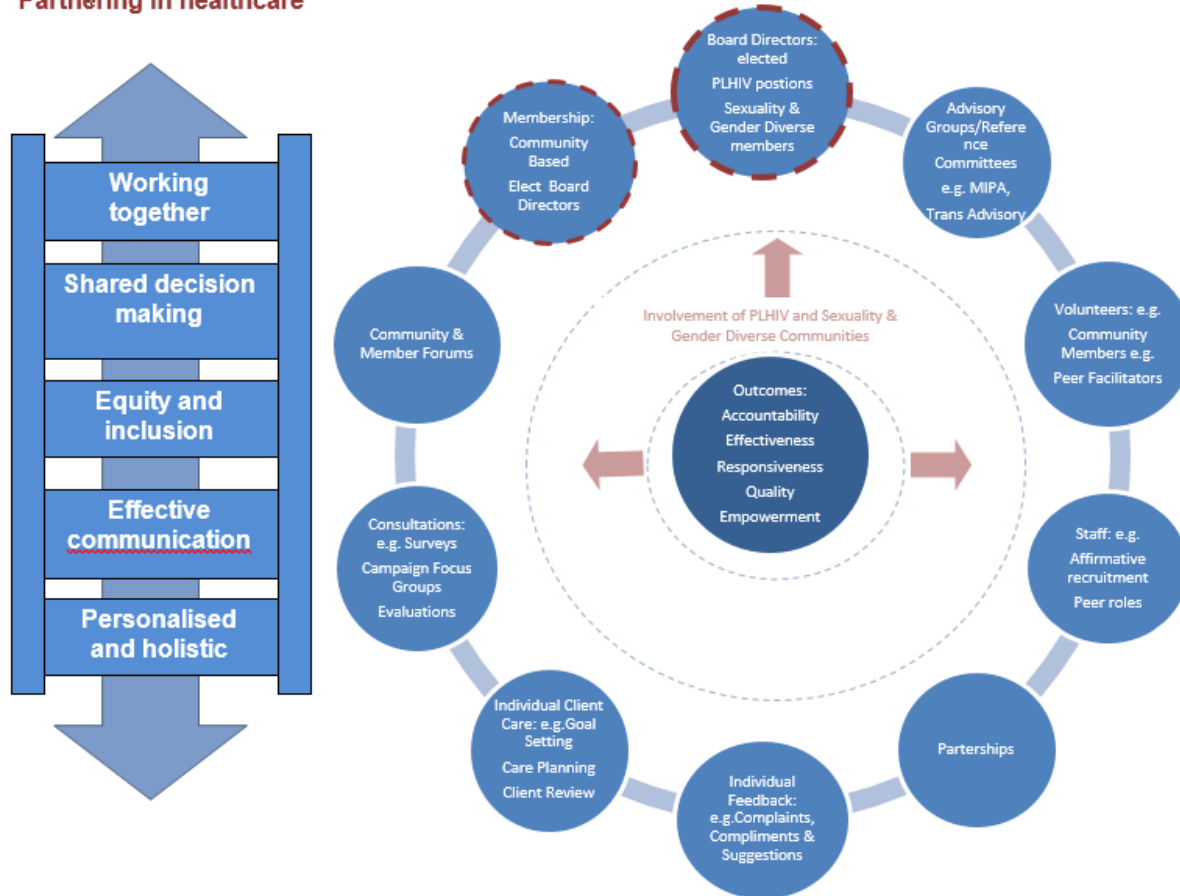 Partnering in healthcare
Working
together
Shared decision
making
Equity and
inclusion
Effective
communication
Personalised
and holistic
Board Directors:
elected
PLHIV postions
Sexuality &
Gender Diverse
members
Advisory
Groups/Refere
nce
Committees
e.g. MIPA,
Trans Advisory
Volunteers: e.g.
Community
Members e.g.
Peer Facilitators
Staff: e.g.
Affirmative
recruitment
Peer roles
Parterships
Individual
Feedback:
e.g.Complaints,
Compliments &
Suggestions
Individual Client
Care: e.g.Goal
Setting
Care Planning
Client Review
Consultations:
e.g. Surveys
Campaign Focus
Groups
Evaluations
Community &
Member Forums
Membership:
Community
Based
Elect Board
Directors
Involvement of PLHIV and Sexuality &
Gender Diverse Communities
Outcomes:
Accountability
Effectiveness
Responsiveness
Quality
Empowerment